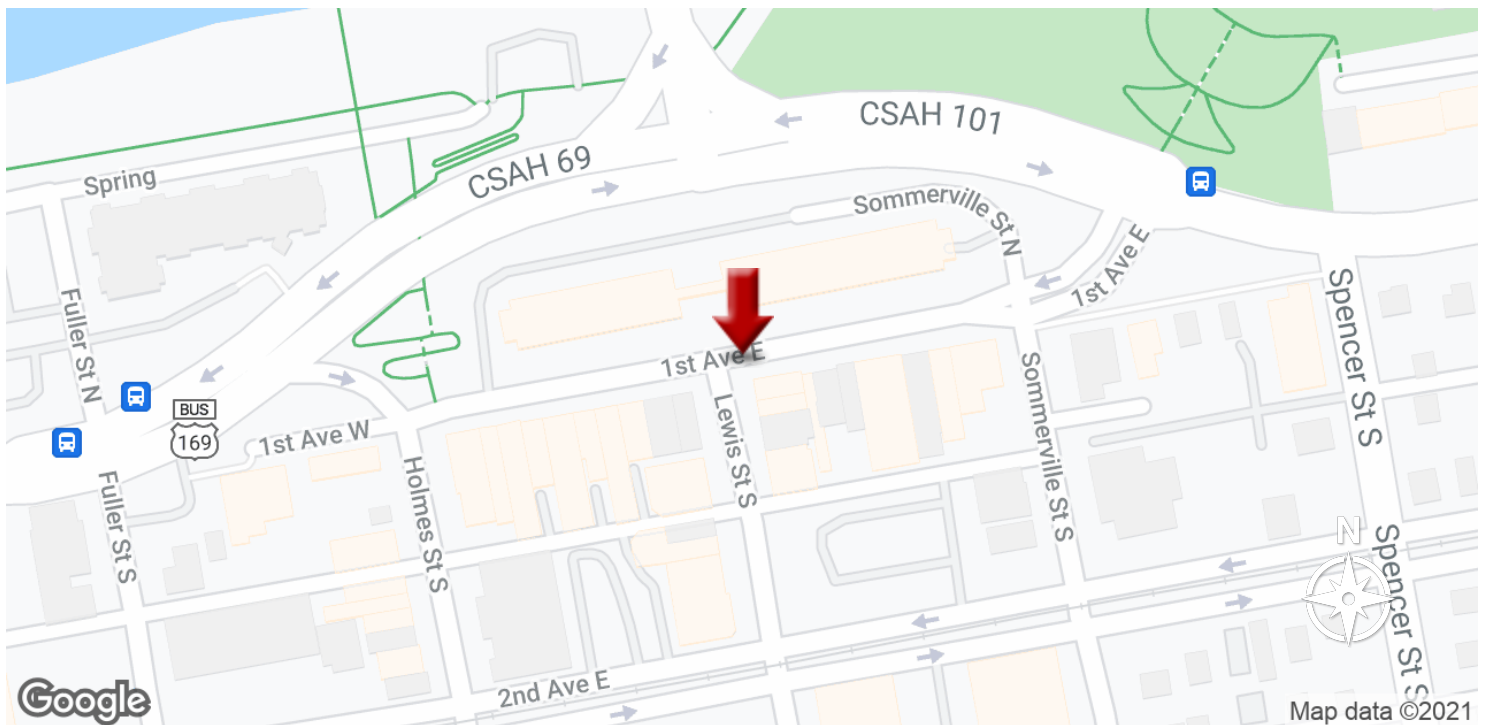 CSAH 101
CSAH 69
Spring
Sommerville St N
1st Ave E
Fuller St N
Spencer St S
1st Ave E
Sommerville St S
BUS
169
1st Ave W
Lewis St S
Holmes St S
Fuller St S
N
Spencer St S
2nd Ave E
Google
Map data ©2021